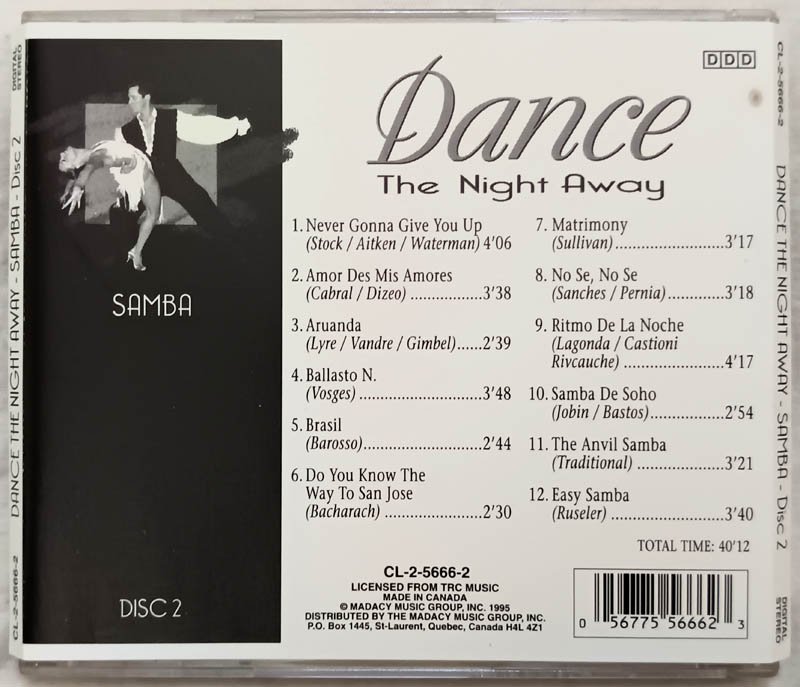 DIGITAL
STEREO
DANCE THE NIGHT AWAY - SAMBA - Disc 2
CL-2-5666-2
SAMBA
DISC 2
DDD
Dance
The Night Away
1. Never Gonna Give You Up
(Stock / Aitken / Waterman) 4'06
2. Amor Des Mis Amores
(Cabral / Dizeo) ................3'38
3. Aruanda
(Lyre / Vandre / Gimbel)......2'39
4. Ballasto N.
(Vosges) ...........................3'48
5. Brasil
(Barosso) ..........................2'44
6. Do You Know The
Way To San Jose
(Bacharach) ......................2'30
7. Matrimony
(Sullivan) ........................3'17
8. No Se, No Se
(Sanches / Pernia).............3'18
9. Ritmo De La Noche
(Lagonda / Castioni
Rivcauche) ......................4'17
10. Samba De Soho
(Jobin / Bastos)................2'54
11. The Anvil Samba
(Traditional) ...................3'21
12. Easy Samba
(Ruseler) .........................3'40
TOTAL TIME: 40'12
CL-2-5666-2
LICENSED FROM TRC MUSIC
MADE IN CANADA
© MADACY MUSIC GROUP, INC. 1995
DISTRIBUTED BY THE MADACY MUSIC GROUP, INC.
P.O. Box 1445, St-Laurent, Quebec, Canada H4L 4Z1
0 56775 56662 3
CL-2-5666-2
DANCE THE NIGHT AWAY - SAMBA - Disc 2
DIGITAL
STEREO